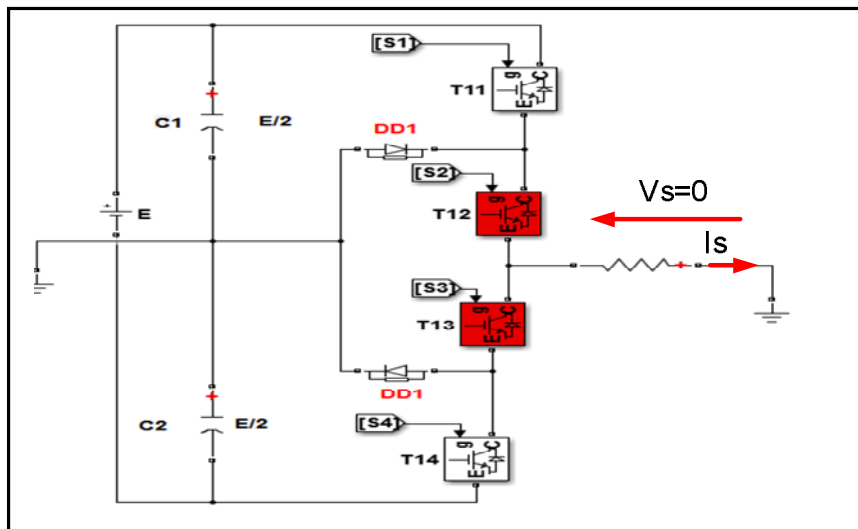 [S1]
T11
g C
E
C1
E/2
DD1
[S2]
T12
g C
E
Vs=0
E
Is
[S3]
T13
g C
E
DD1
C2
E/2
[S4]
T14
g C
E